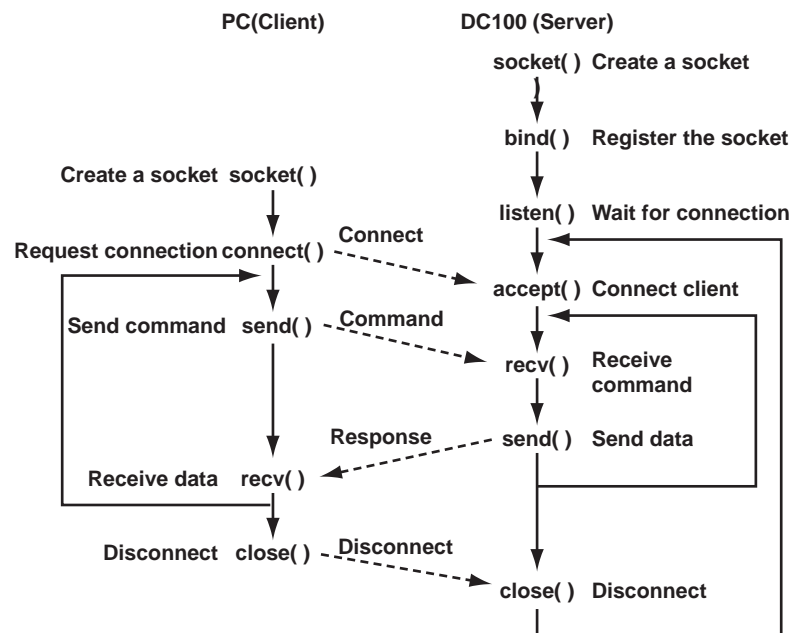 PC(Client) DC100 (Server)
socket( ) Create a socket
)
bind( ) Register the socket
Create a socket socket( )
listen( ) Wait for connection
Connect
Request connection connect( )
accept( ) Connect client
Send command send( ) Command
recv( ) Receive
command
Response send( ) Send data
Receive data recv( )
Disconnect close( ) Disconnect
close( ) Disconnect